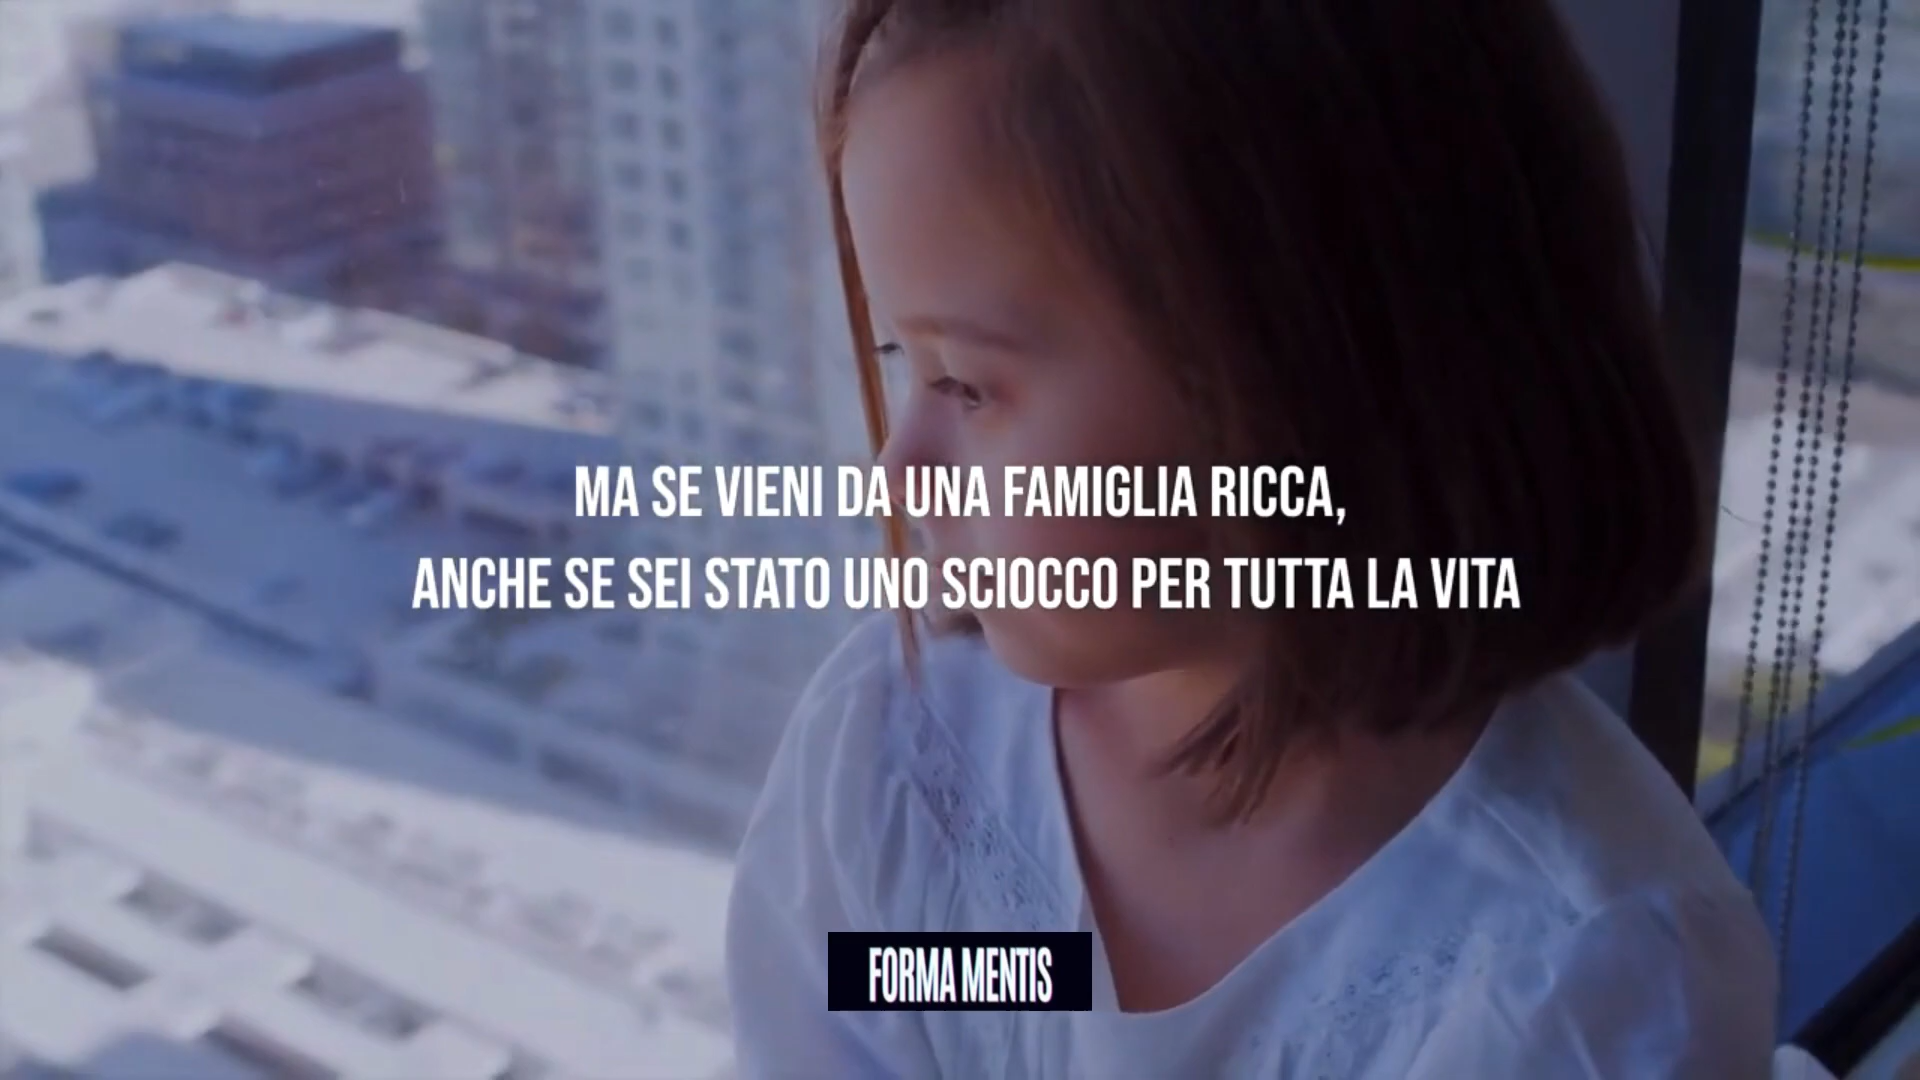 MA SE VIENI DA UNA FAMIGLIA RICCA,
ANCHE SE SEI STATO UNO SCIOCCO PER TUTTA LA VITA
FORMA MENTIS